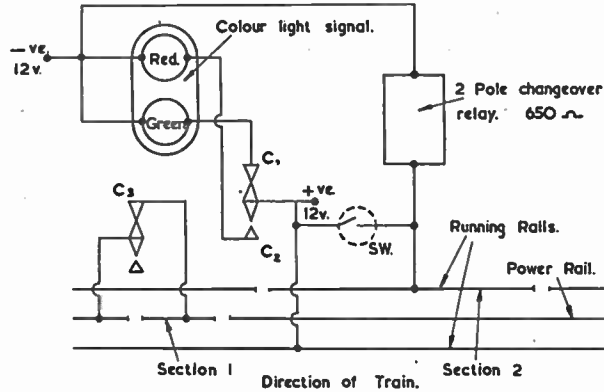 Colour light signal.
−ve.
12v.
Red.
Green
2 Pole changeover
relay. 650 Ω
C₁
C₃
+ve.
12v.
C₂
SW.
Running Rails.
Power Rail.
Section 1
Section 2
Direction of Train.